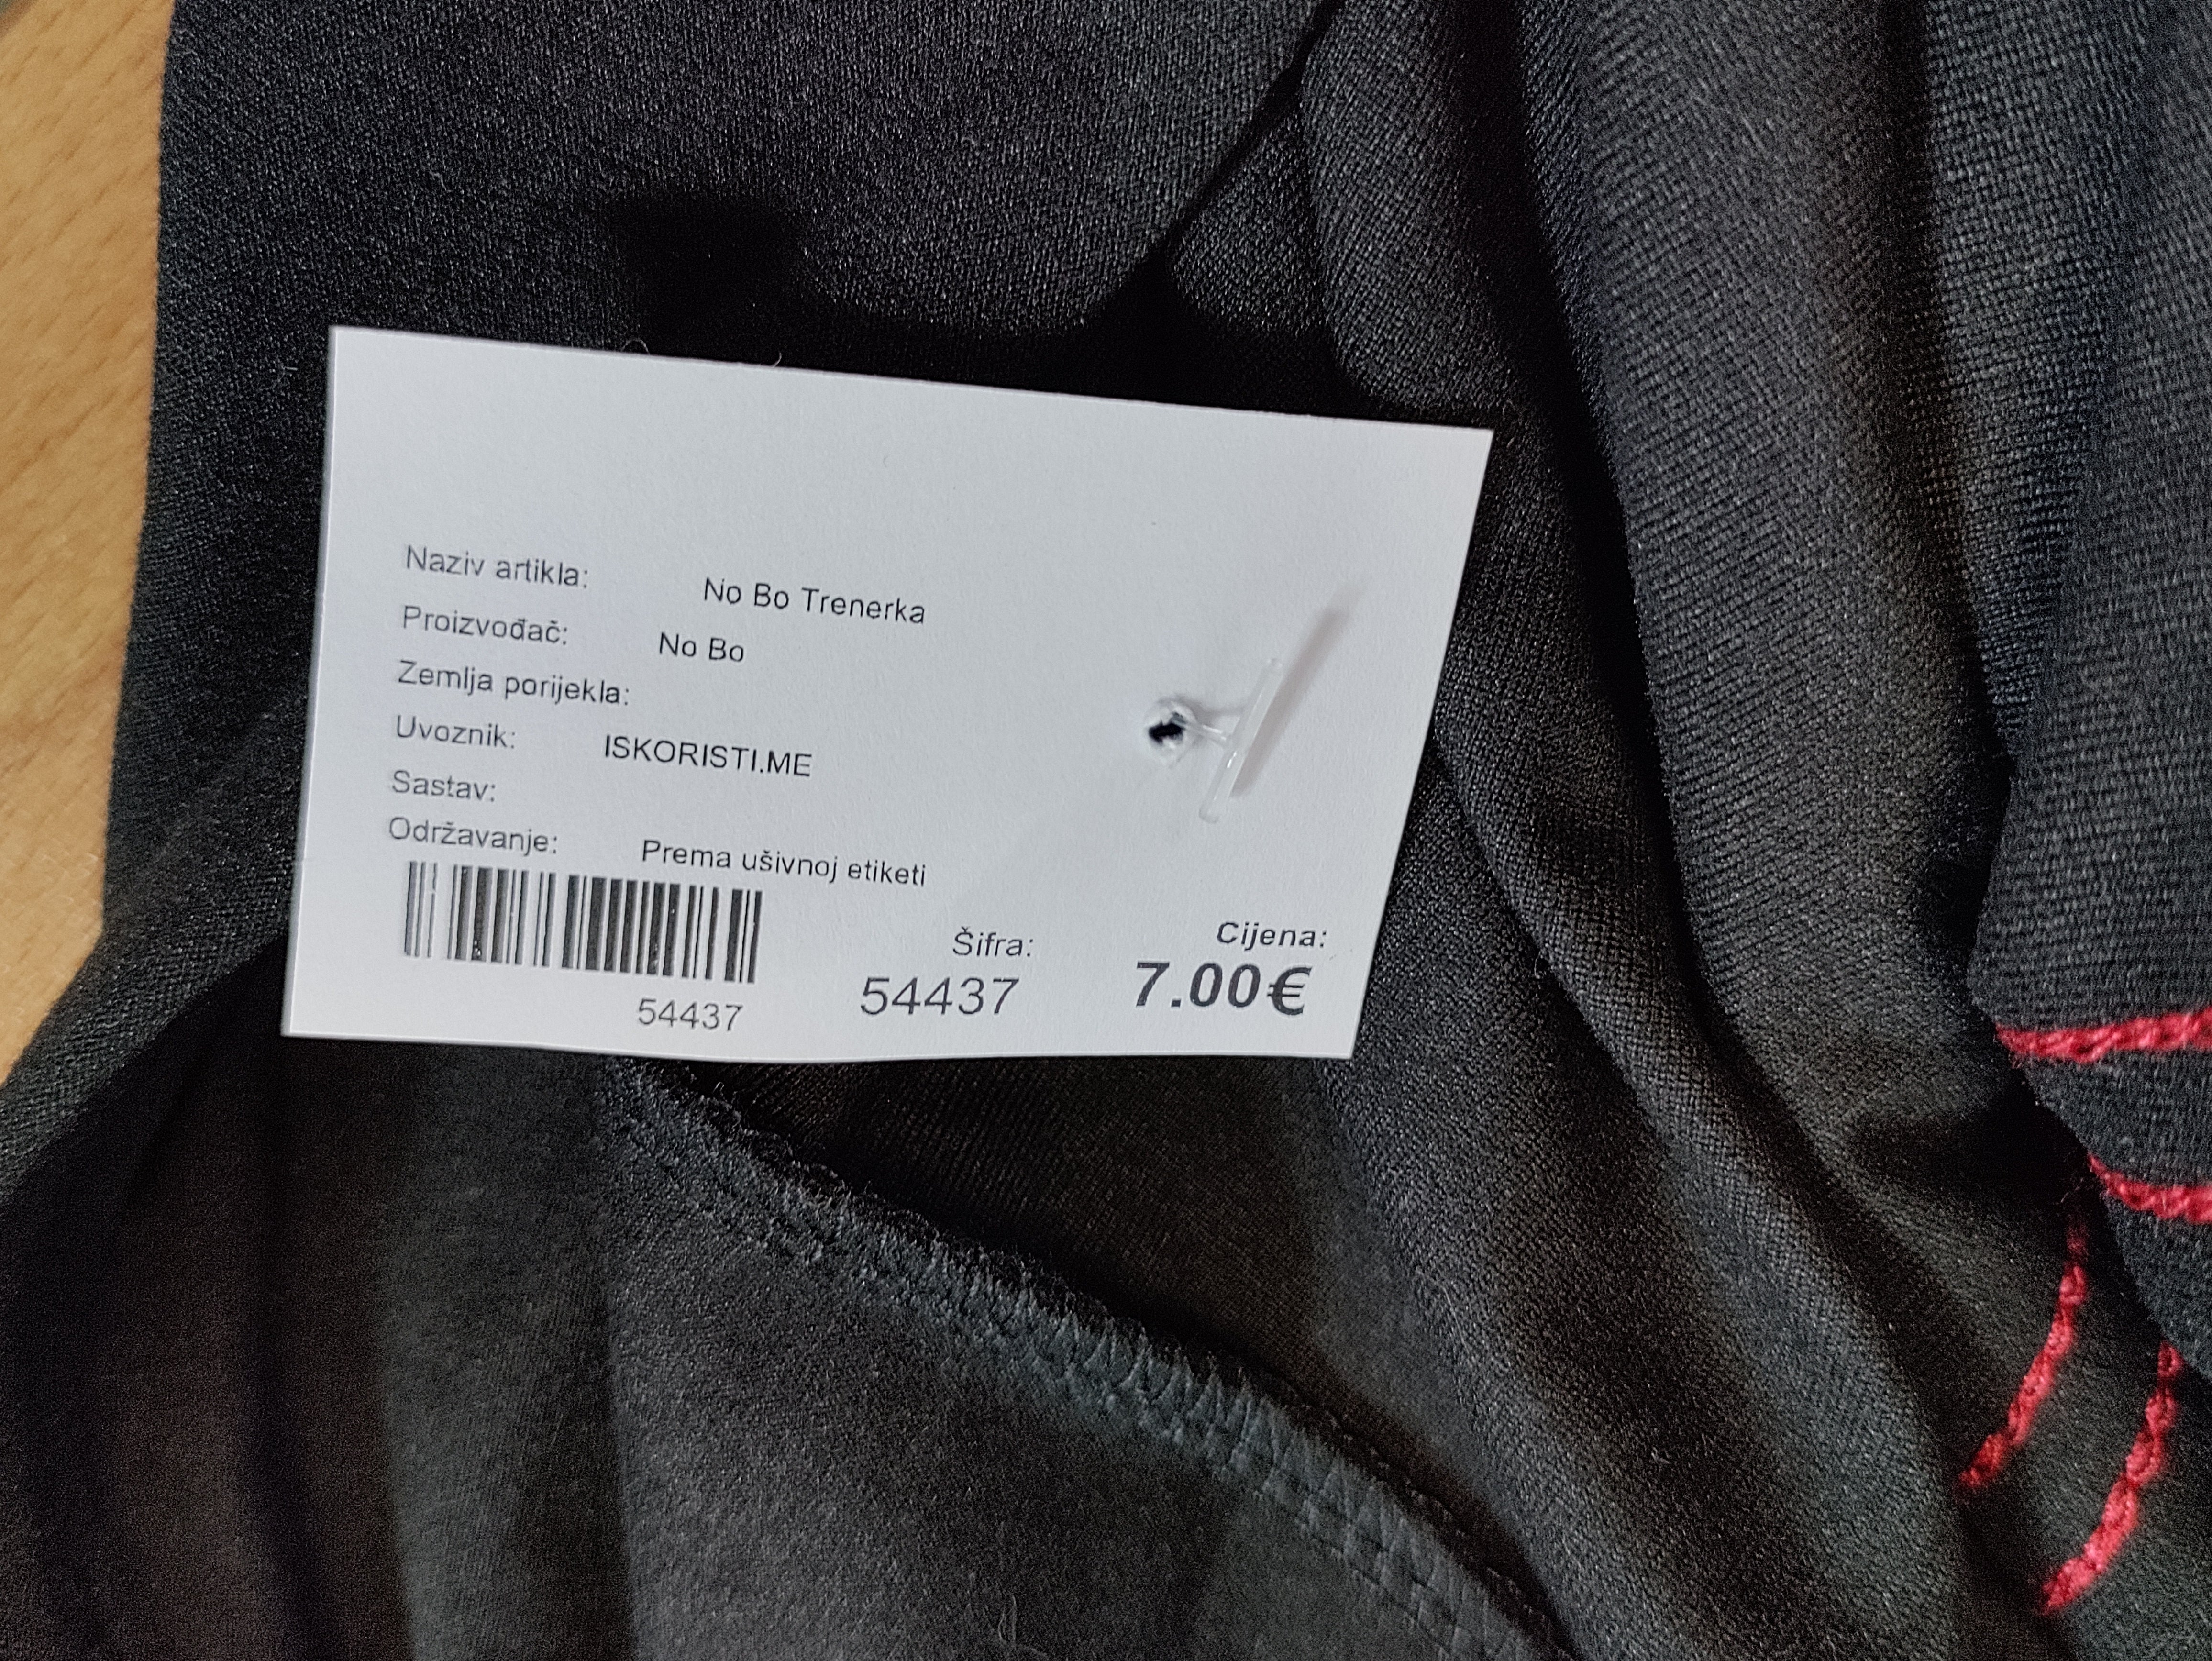 Naziv artikla: No Bo Trenerka
Proizvođač: No Bo
Zemlja porijekla:
Uvoznik: ISKORISTI.ME
Sastav:
Održavanje: Prema ušivnoj etiketi
Šifra: Cijena:
54437 54437 7.00€